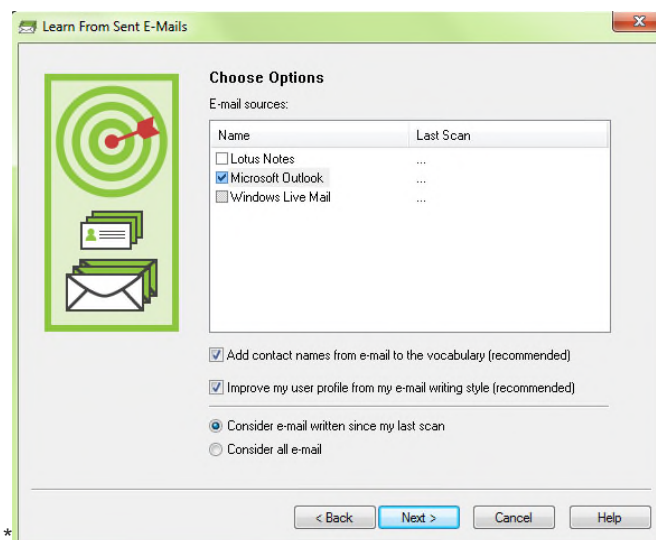 Learn From Sent E-Mails
Choose Options
E-mail sources:
Name Last Scan
Lotus Notes ...
Microsoft Outlook ...
Windows Live Mail ...
Add contact names from e-mail to the vocabulary (recommended)
Improve my user profile from my e-mail writing style (recommended)
Consider e-mail written since my last scan
Consider all e-mail
< Back Next > Cancel Help
*